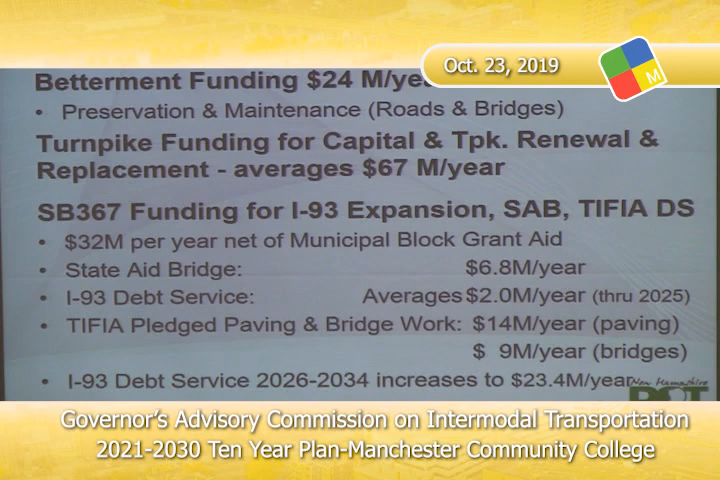 Oct. 23, 2019
M
Betterment Funding $24 M/year
• Preservation & Maintenance (Roads & Bridges)
Turnpike Funding for Capital & Tpk. Renewal &
Replacement - averages $67 M/year
SB367 Funding for I-93 Expansion, SAB, TIFIA DS
• $32M per year net of Municipal Block Grant Aid
• State Aid Bridge: $6.8M/year
• I-93 Debt Service: Averages $2.0M/year (thru 2025)
• TIFIA Pledged Paving & Bridge Work: $14M/year (paving)
$ 9M/year (bridges)
• I-93 Debt Service 2026-2034 increases to $23.4M/year
New Hampshire
DOT
Governor's Advisory Commission on Intermodal Transportation
2021-2030 Ten Year Plan-Manchester Community College